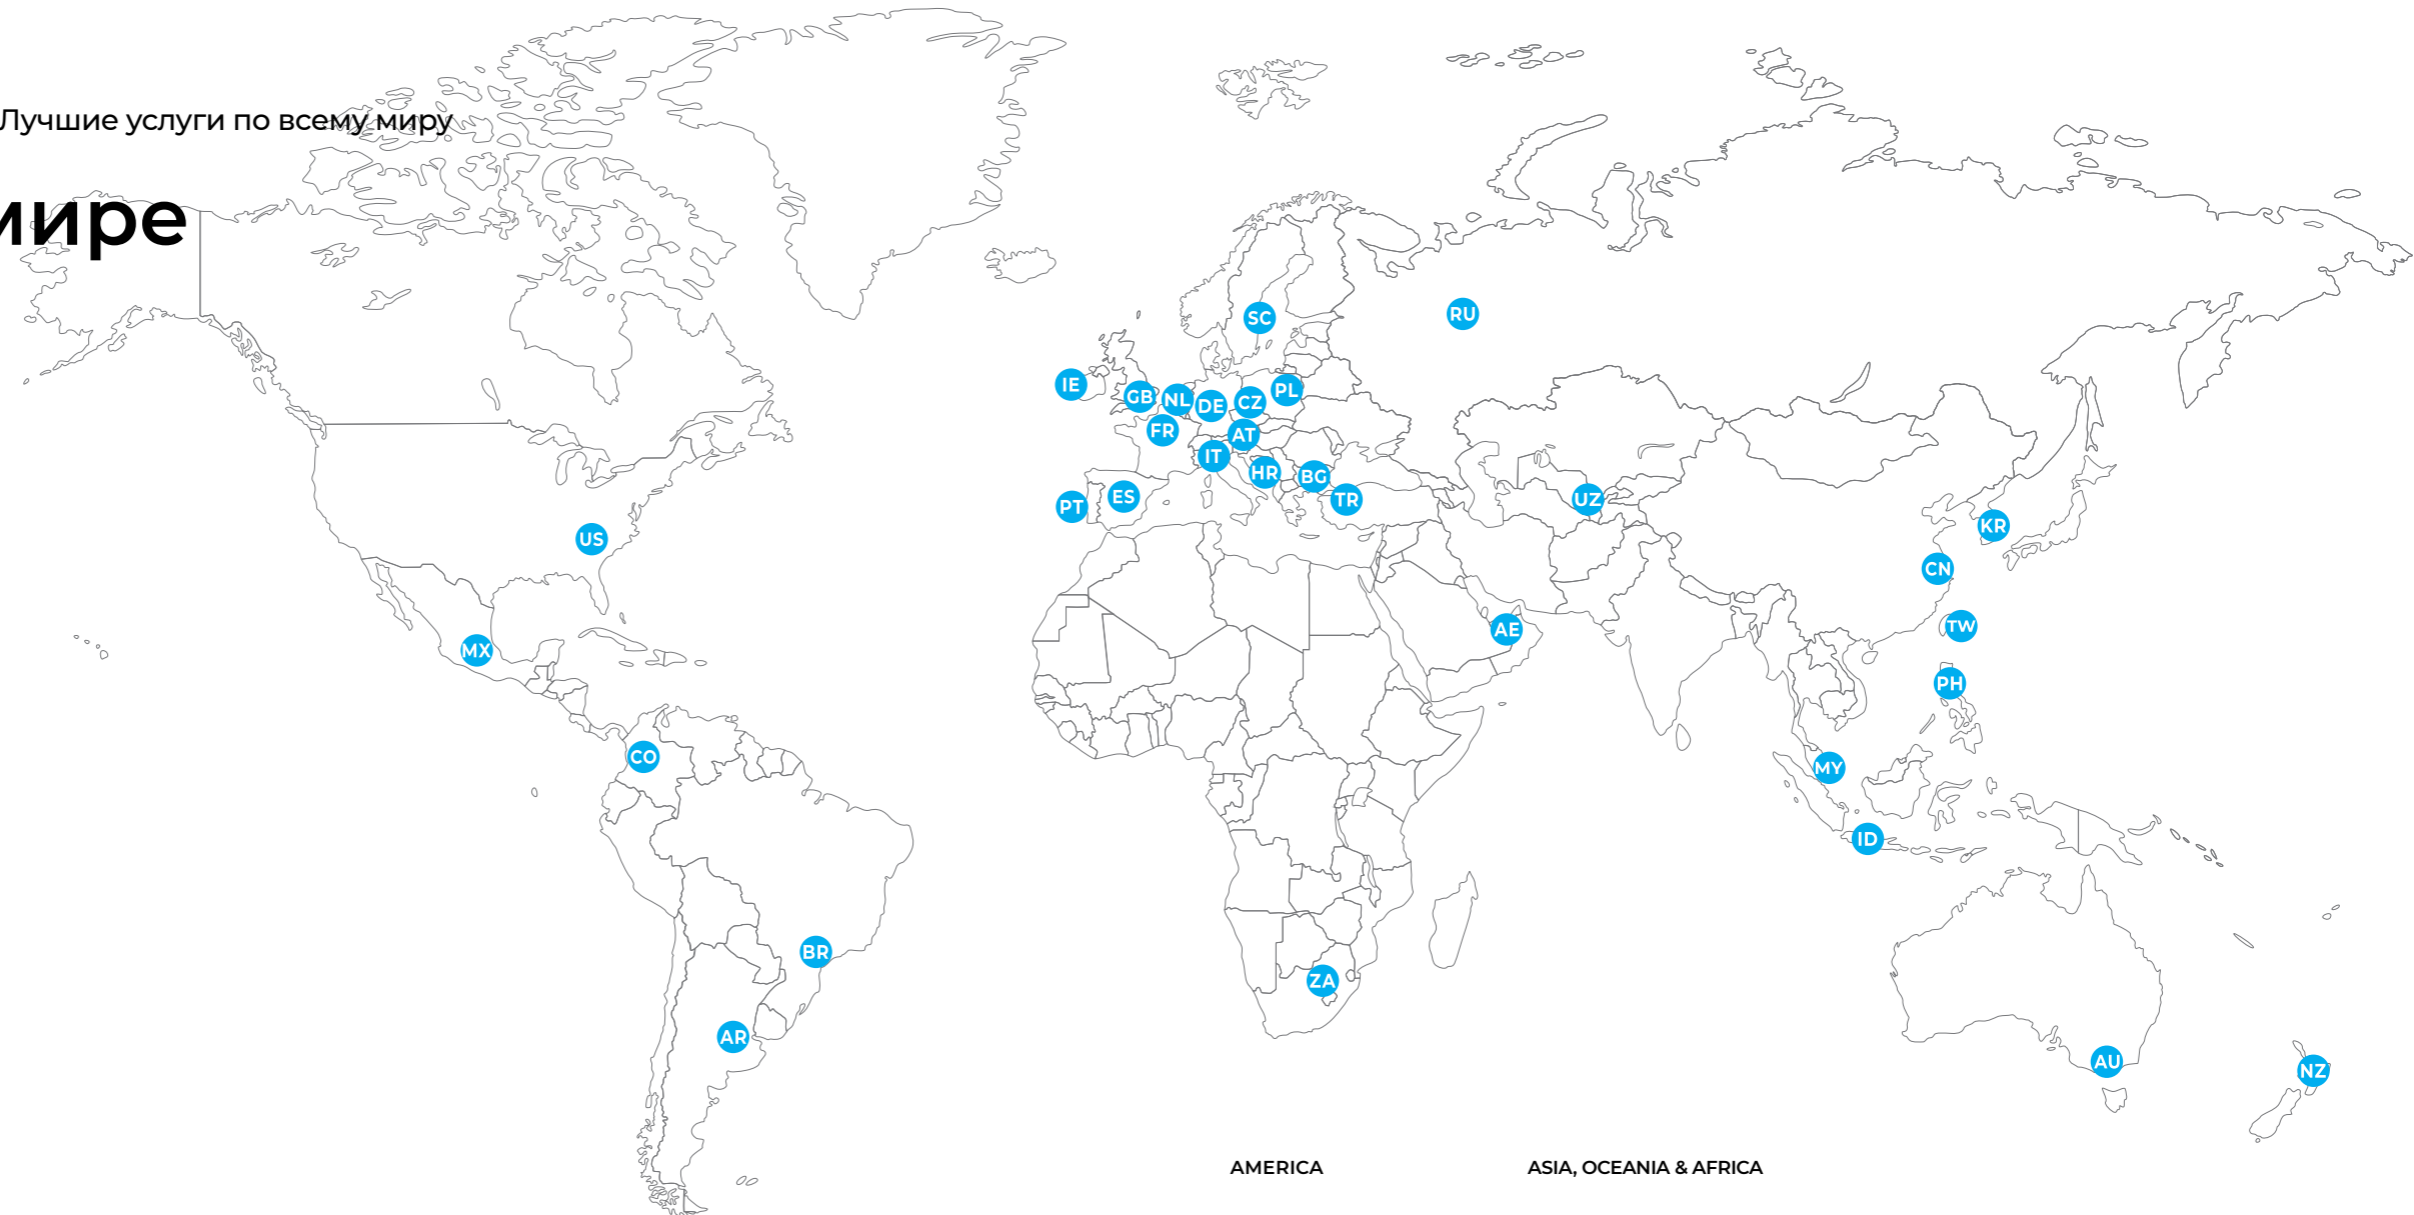 Лучшие услуги по всему миру
мире
SC
RU
IE
GB
NL
DE
CZ
PL
FR
AT
IT
HR
BG
PT
ES
TR
UZ
US
KR
CN
MX
AE
TW
PH
CO
MY
ID
BR
ZA
AR
AU
NZ
AMERICA
ASIA, OCEANIA & AFRICA